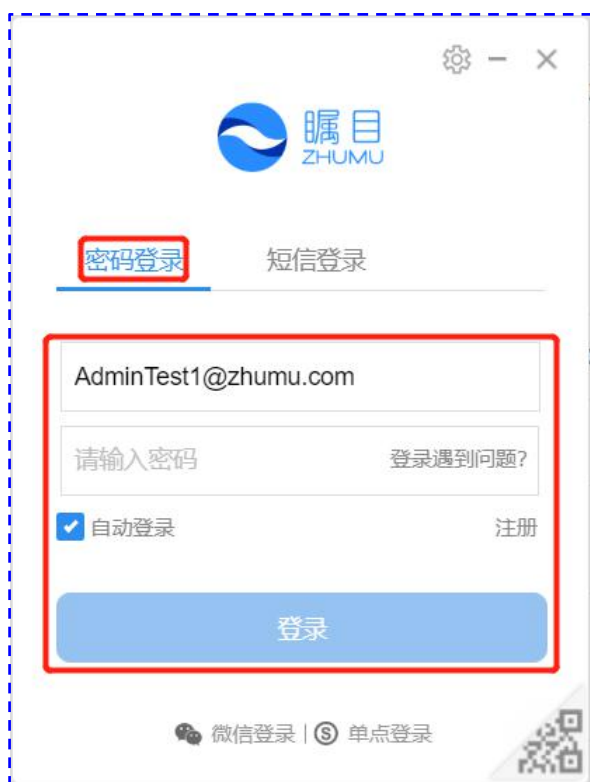 瞩目
ZHUMU
密码登录 短信登录
AdminTest1@zhumu.com
请输入密码 登录遇到问题?
自动登录 注册
登录
微信登录 | Ⓢ 单点登录